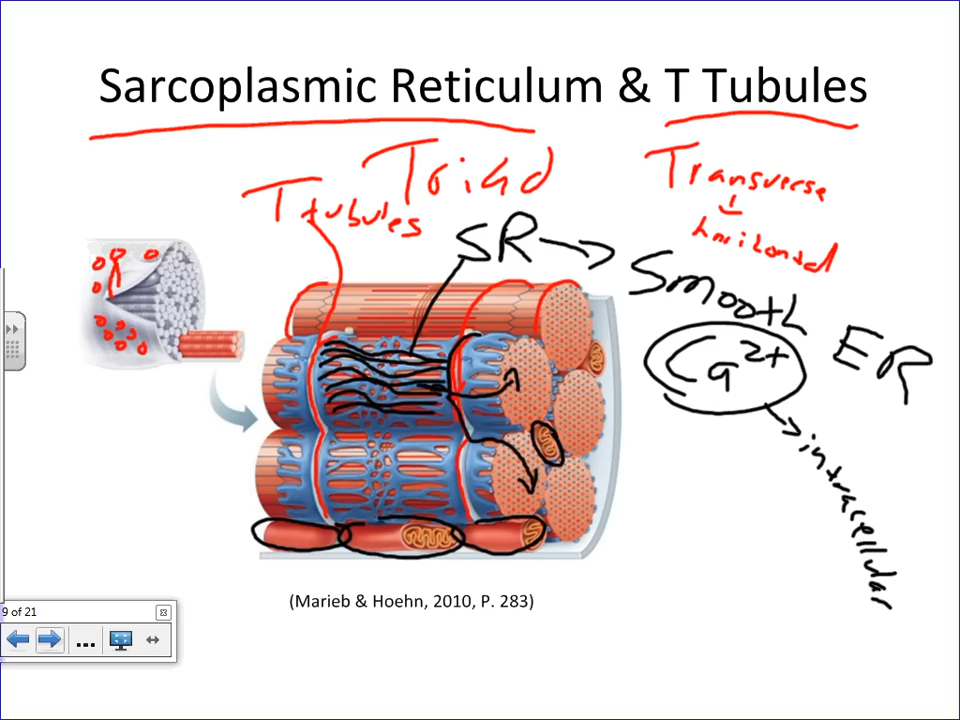 Sarcoplasmic Reticulum & T Tubules
Triad
T tubules
Transverse
horizontal
SR → Smooth ER
Ca²⁺
intracellular
(Marieb & Hoehn, 2010, P. 283)
9 of 21
...